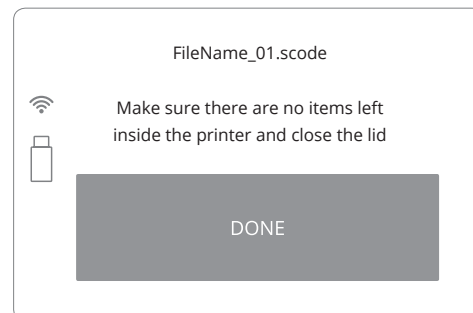 FileName_01.scode
Make sure there are no items left
inside the printer and close the lid
DONE